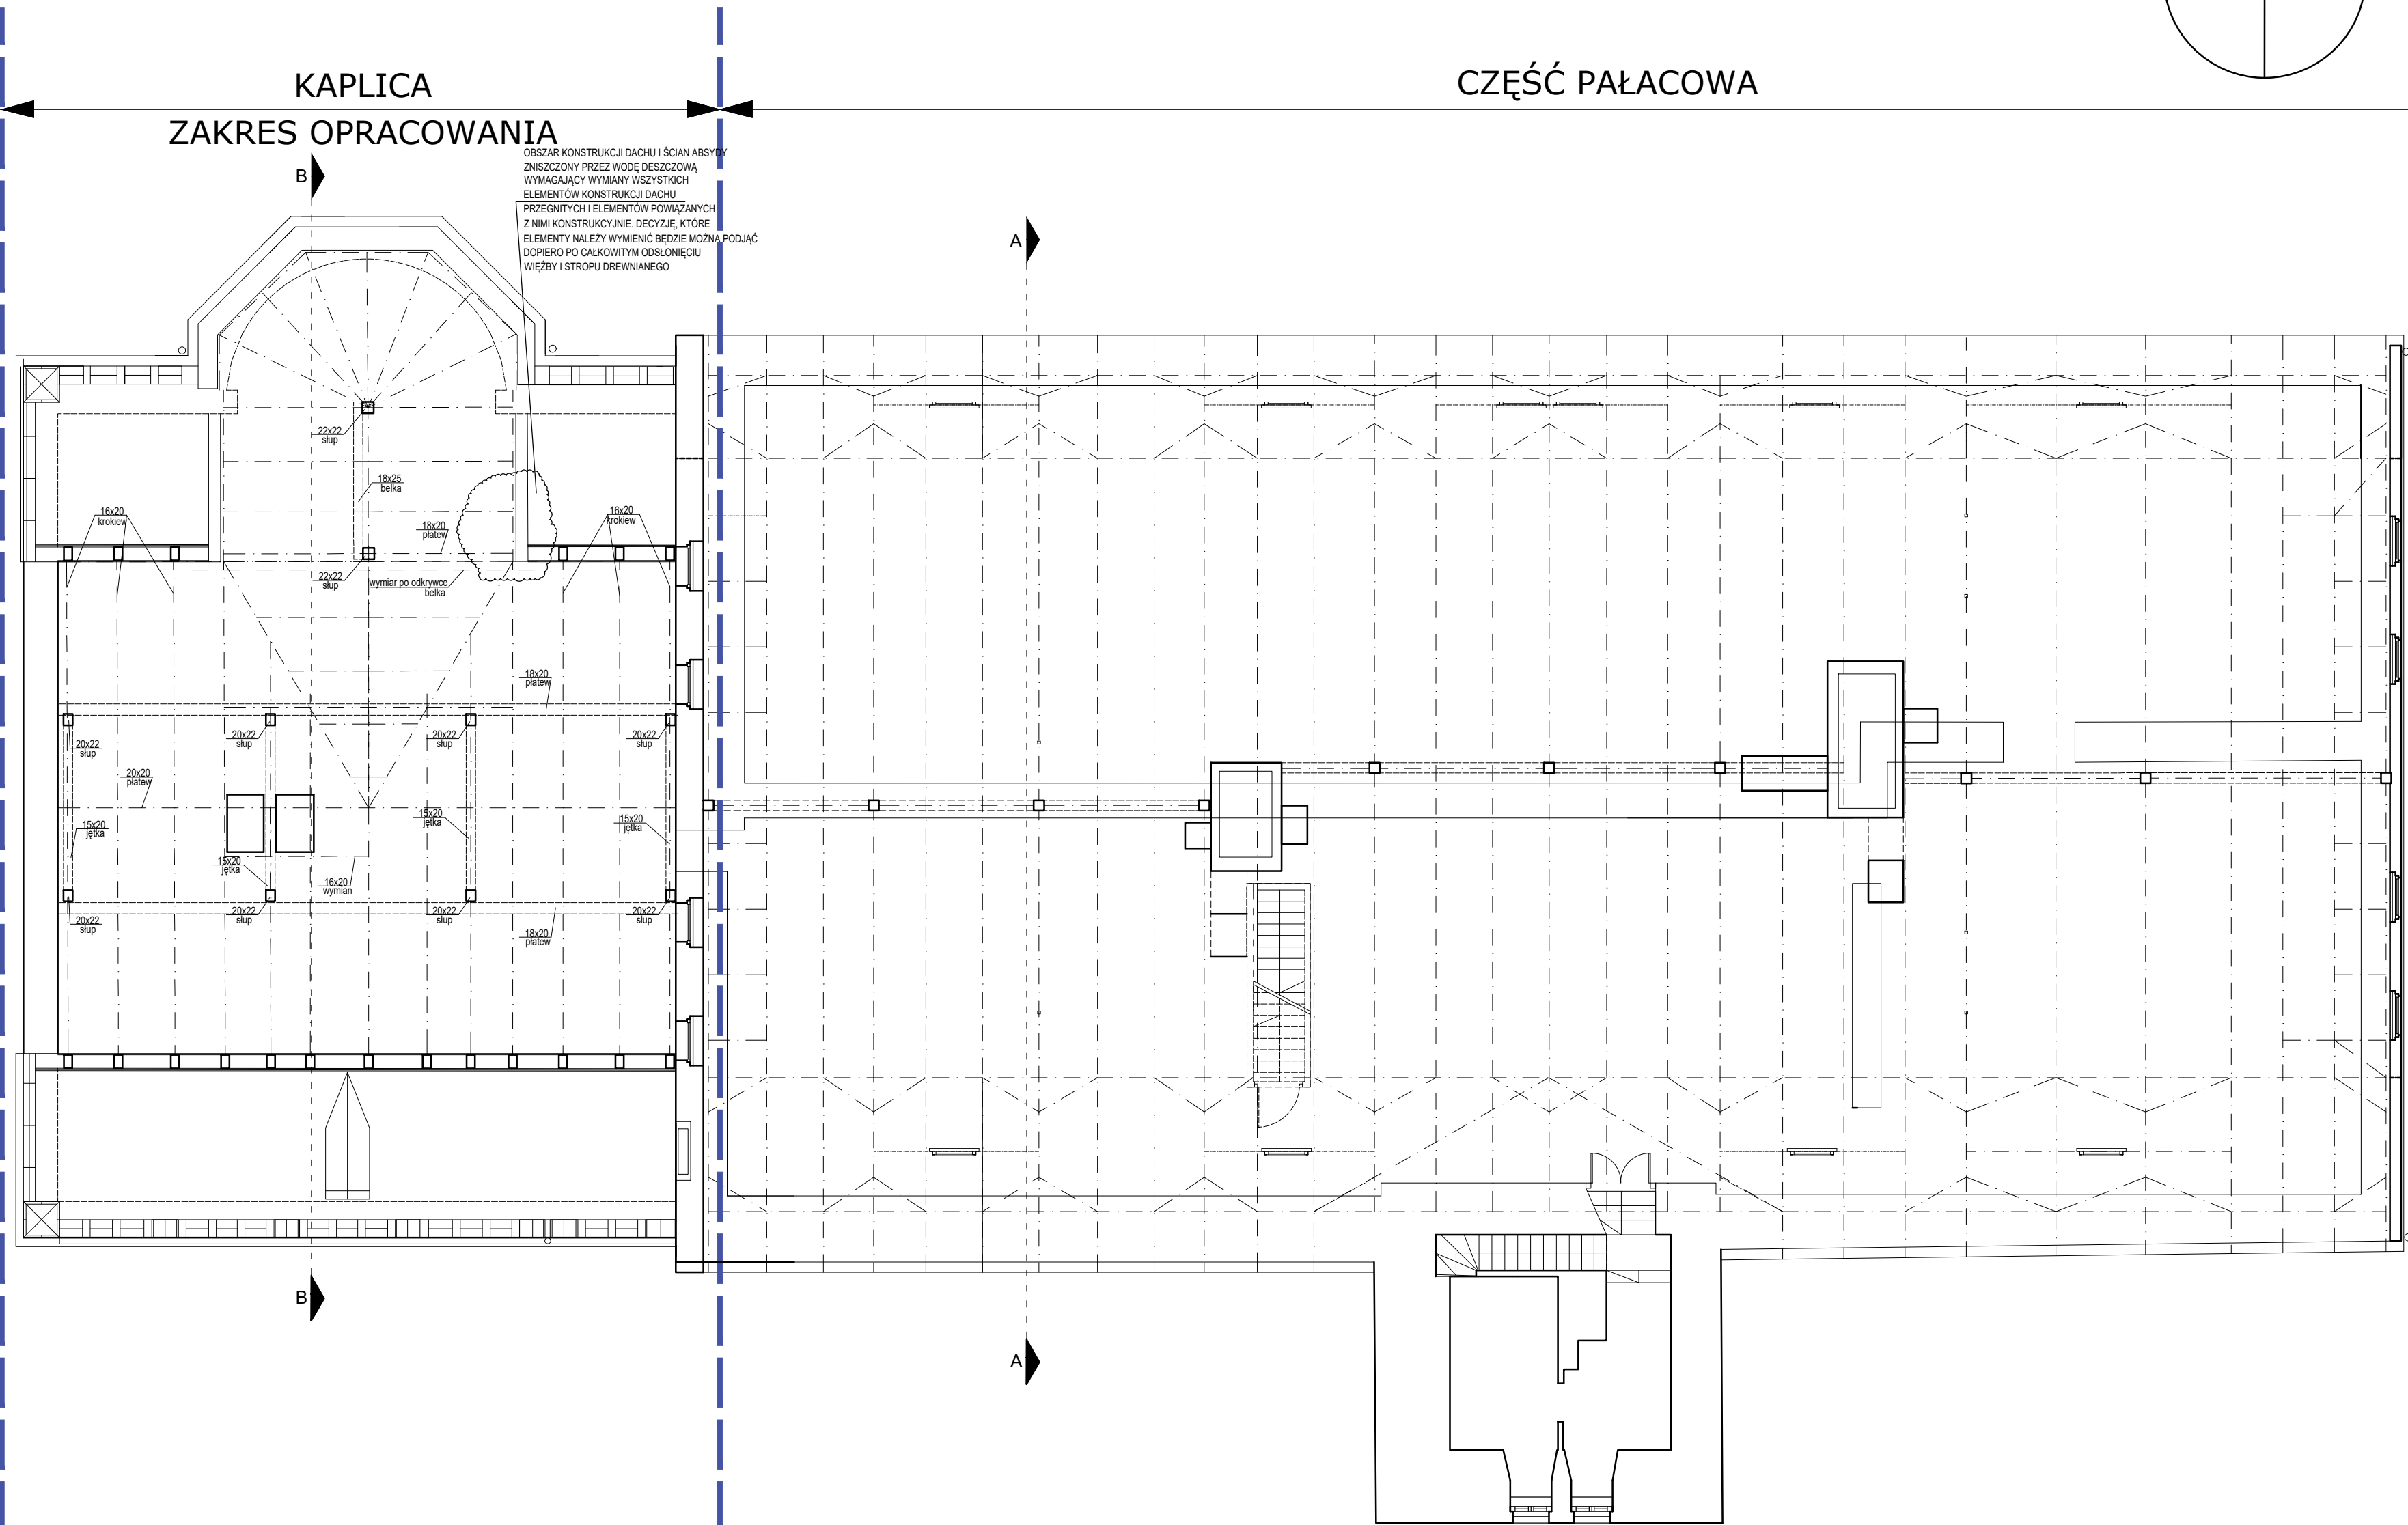 KAPLICA
CZĘŚĆ PAŁACOWA
ZAKRES OPRACOWANIA
OBSZAR KONSTRUKCJI DACHU I ŚCIAN ABSYDY
ZNISZCZONY PRZEZ WODĘ DESZCZOWĄ
WYMAGAJĄCY WYMIANY WSZYSTKICH
ELEMENTÓW KONSTRUKCJI DACHU
PRZEGNITYCH I ELEMENTÓW POWIĄZANYCH
Z NIMI KONSTRUKCYJNIE. DECYZJĘ, KTÓRE
ELEMENTY NALEŻY WYMIENIĆ BĘDZIE MOŻNA PODJĄĆ
DOPIERO PO CAŁKOWITYM ODSŁONIĘCIU
WIĘŹBY I STROPU DREWNIANEGO
B
A
22x22
słup
18x25
belka
16x20
krokiew
18x20
płatew
16x20
krokiew
22x22
słup
wymiar po odkrywce
belka
18x20
płatew
20x22
słup
20x22
słup
20x22
słup
20x22
słup
20x20
płatew
15x20
jętka
15x20
jętka
15x20
jętka
15x20
jętka
16x20
wymian
20x22
słup
20x22
słup
20x22
słup
20x22
słup
18x20
płatew
B
A